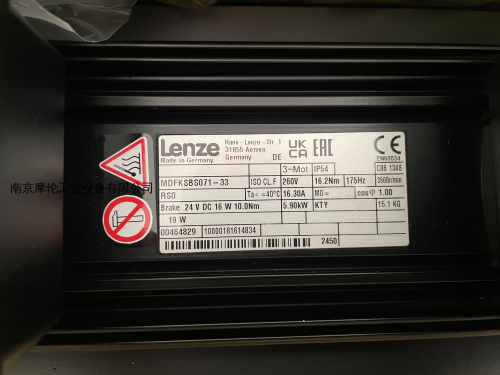 Lenze
Made in Germany
Hans - Lenze - Str. 1
31855 Aerzen
Germany DE
UK CA EAC CE
EN60034
3~Mot IP54 C86 1348
MDFKSBS071-33 ISO CL.F 260V 16.2Nm 175Hz 3500r/min
RS0 Ta<=40°C 16.30A M0= cosφ 1.00
Brake 24 V DC 16 W 10.0Nm 5.90kW KTY 15.1 KG
19 W
00464829 10000181614834
2450
南京摩伦工业设备有限公司